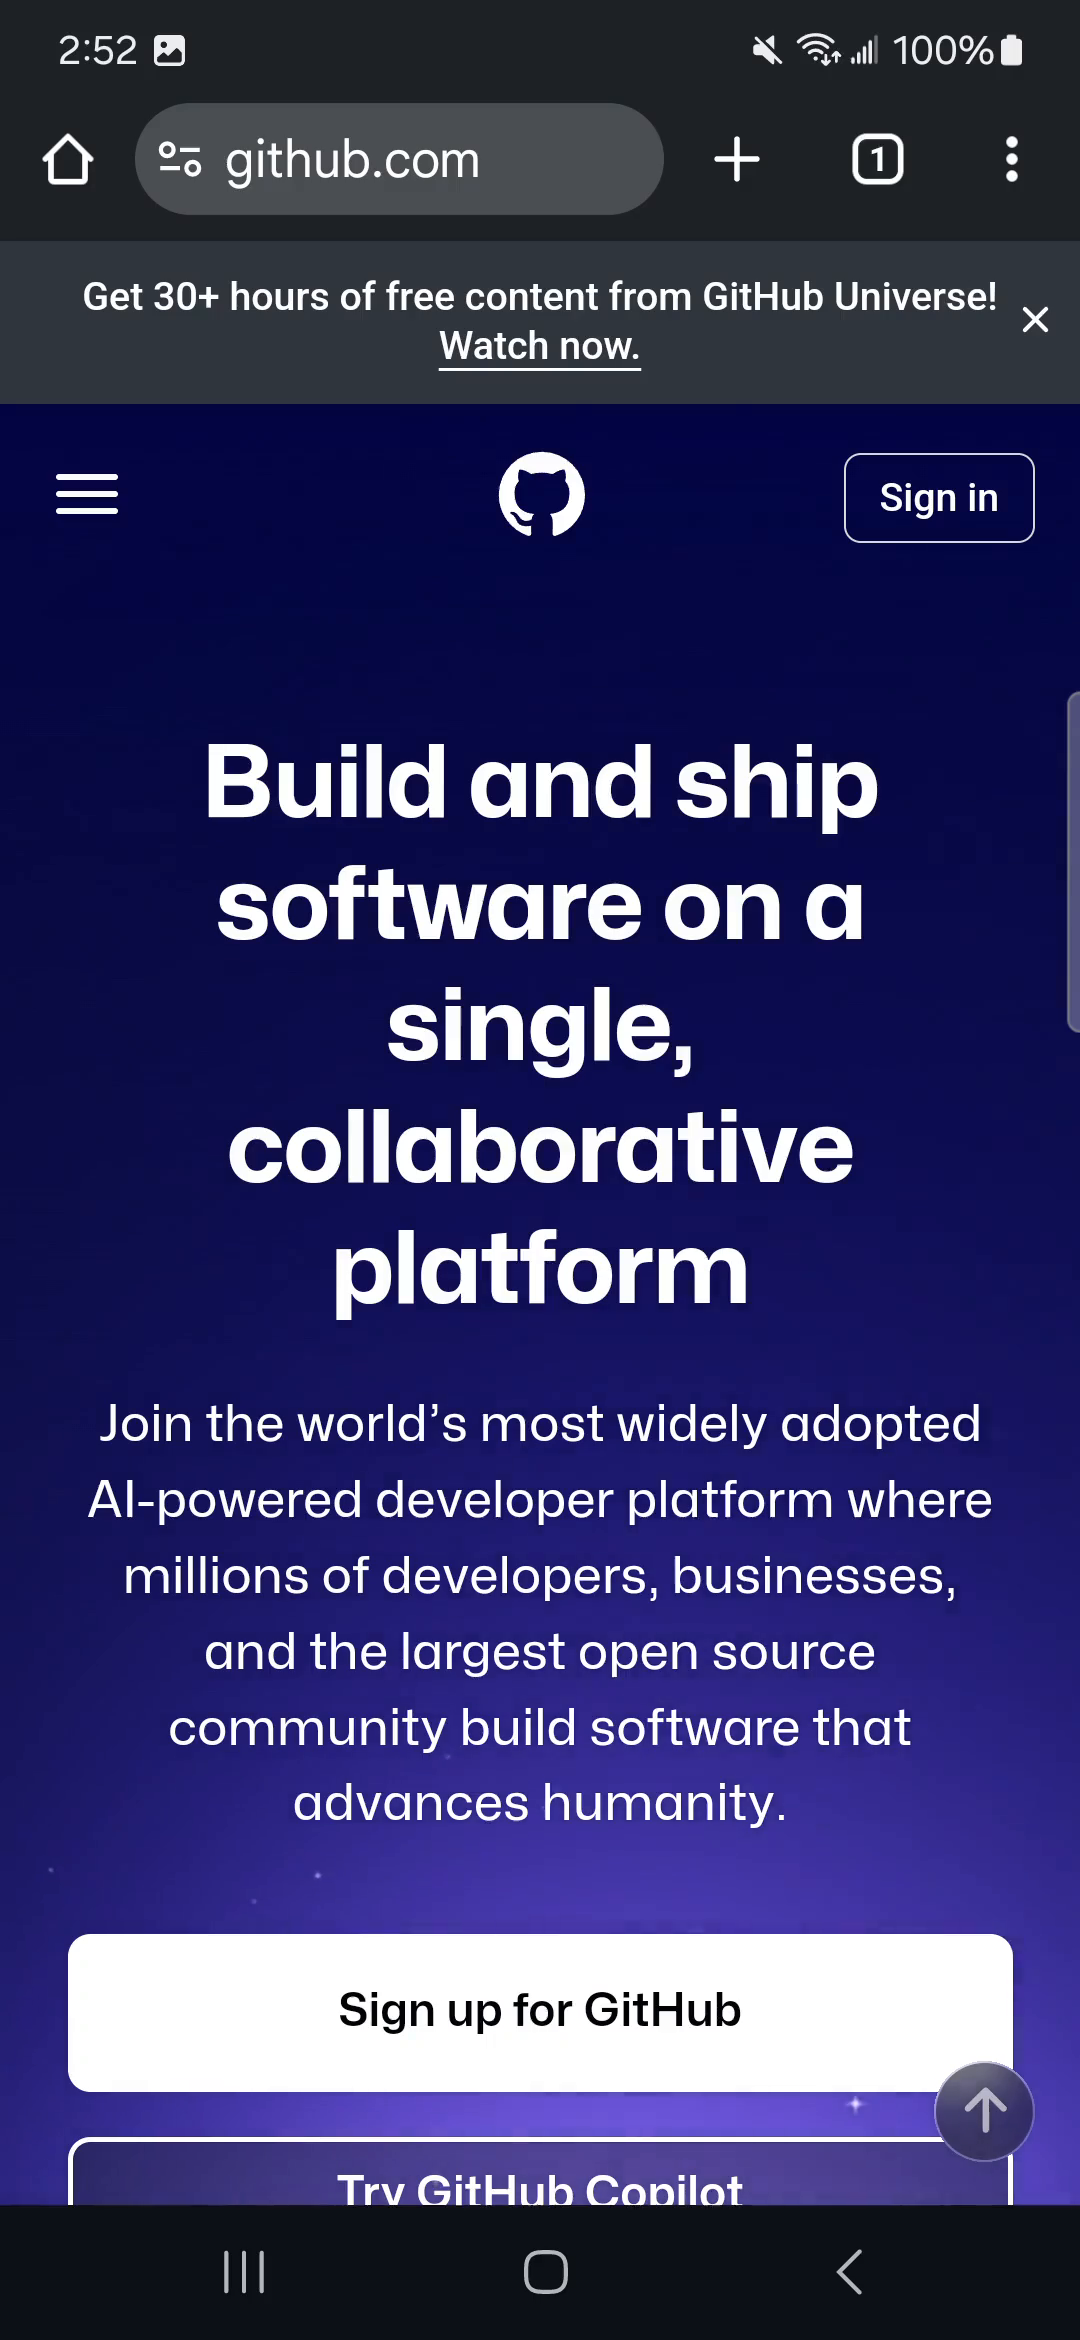 2:52
100%
github.com
1
Get 30+ hours of free content from GitHub Universe!
Watch now.
Sign in
Build and ship
software on a
single,
collaborative
platform
Join the world’s most widely adopted
AI-powered developer platform where
millions of developers, businesses,
and the largest open source
community build software that
advances humanity.
Sign up for GitHub
Try GitHub Copilot